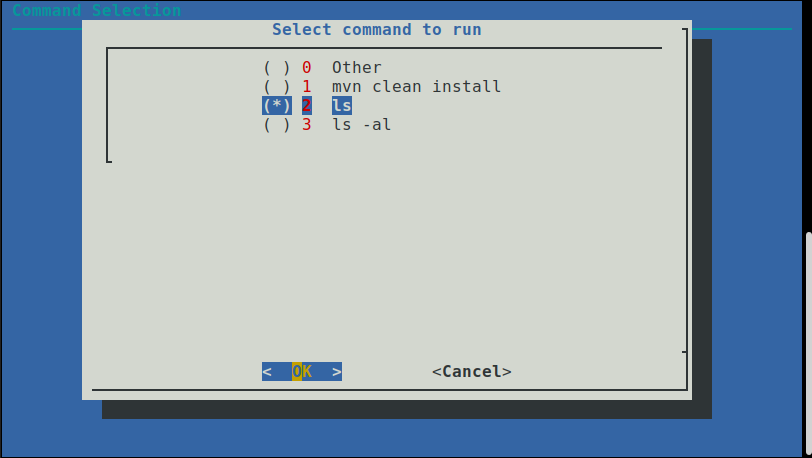 Command Selection
Select command to run
( ) 0 Other
( ) 1 mvn clean install
(*) 2 ls
( ) 3 ls -al
< OK > <Cancel>